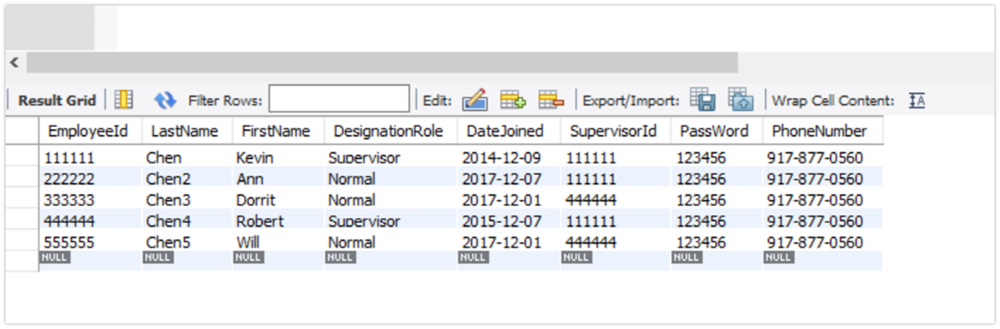 Result Grid Filter Rows: Edit: Export/Import: Wrap Cell Content:
EmployeeId LastName FirstName DesignationRole DateJoined SupervisorId PassWord PhoneNumber
111111 Chen Kevin Supervisor 2014-12-09 111111 123456 917-877-0560
222222 Chen2 Ann Normal 2017-12-07 111111 123456 917-877-0560
333333 Chen3 Dorrit Normal 2017-12-01 444444 123456 917-877-0560
444444 Chen4 Robert Supervisor 2015-12-07 111111 123456 917-877-0560
555555 Chen5 Will Normal 2017-12-01 444444 123456 917-877-0560
NULL NULL NULL NULL NULL NULL NULL NULL